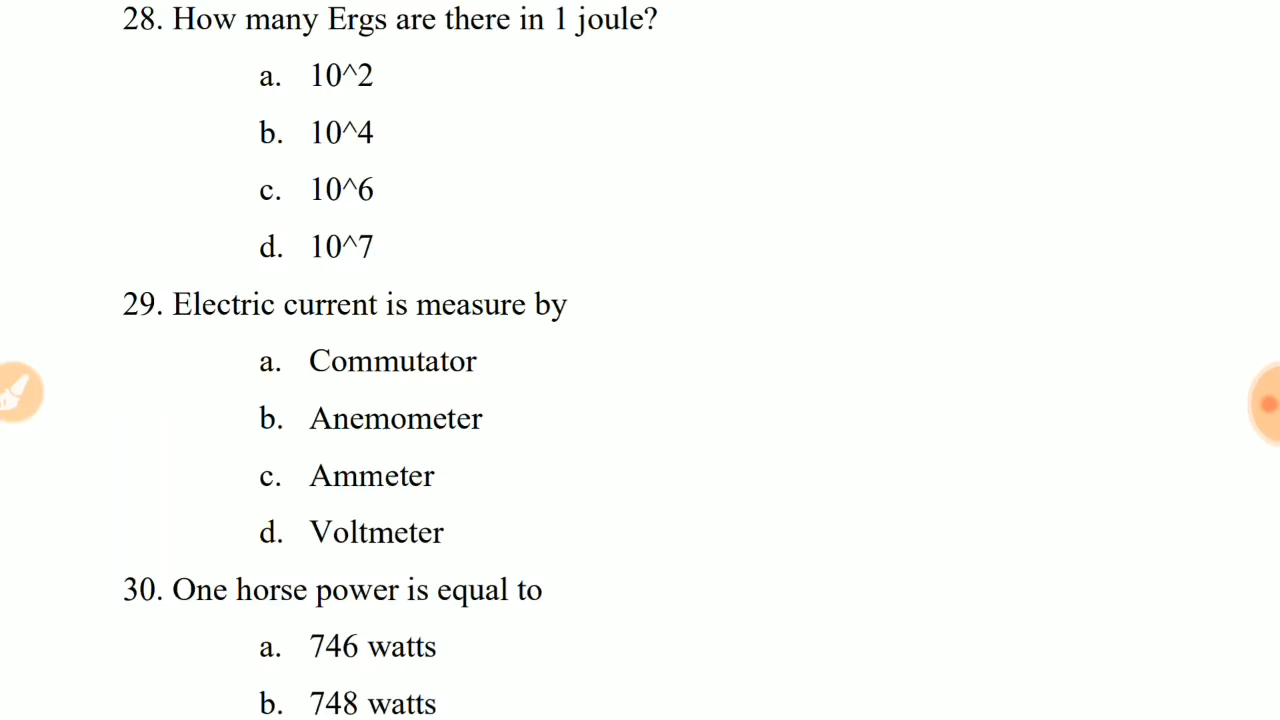 28. How many Ergs are there in 1 joule?
a. 10^2
b. 10^4
c. 10^6
d. 10^7
29. Electric current is measure by
a. Commutator
b. Anemometer
c. Ammeter
d. Voltmeter
30. One horse power is equal to
a. 746 watts
b. 748 watts